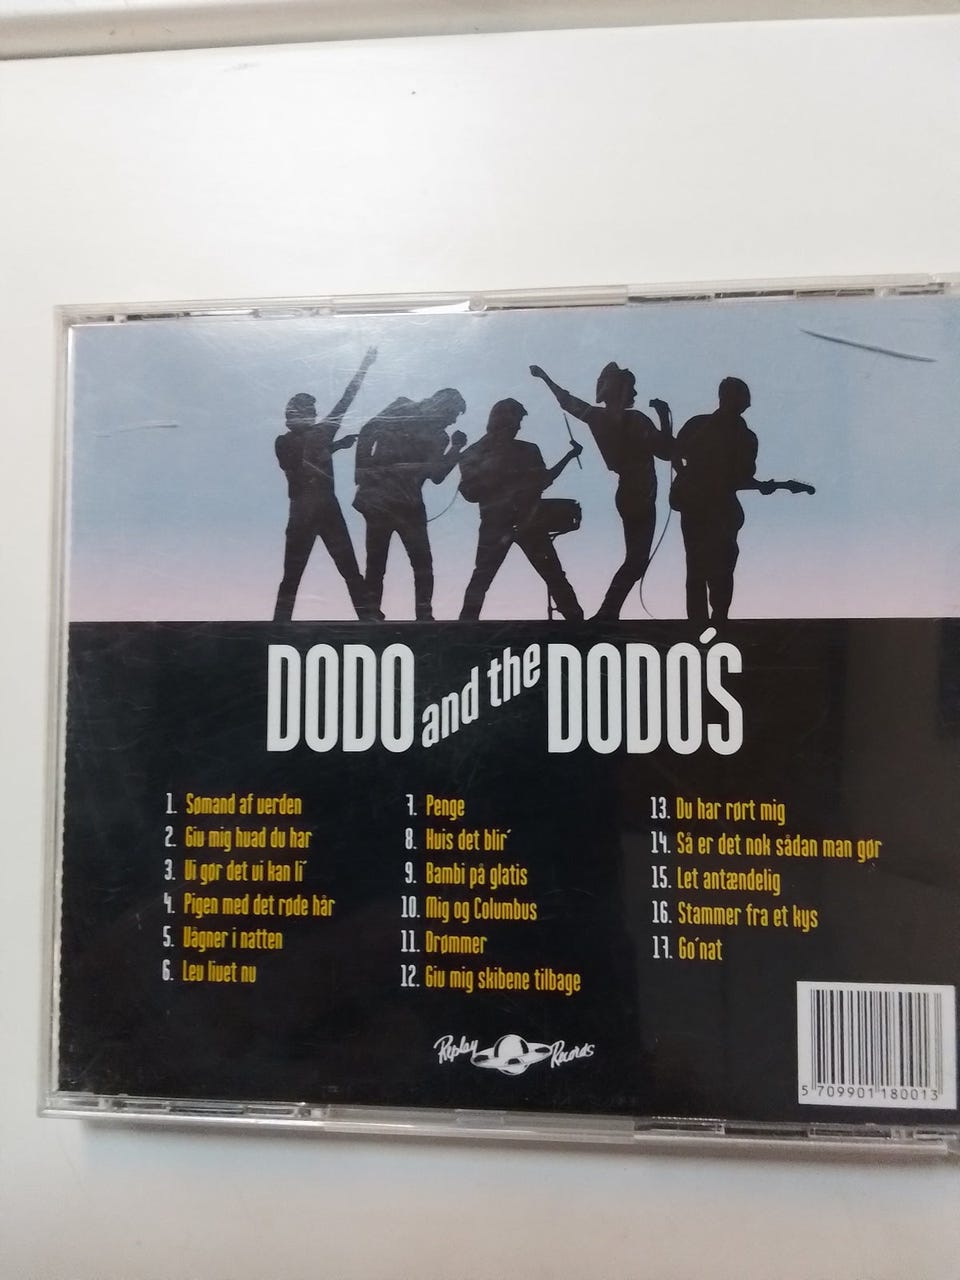 DODO and the DODO´S
1. Sømand af verden
2. Giv mig hvad du har
3. Vi gør det vi kan li´
4. Pigen med det røde hår
5. Vågner i natten
6. Lev livet nu
7. Penge
8. Hvis det blir´
9. Bambi på glatis
10. Mig og Columbus
11. Drømmer
12. Giv mig skibene tilbage
13. Du har rørt mig
14. Så er det nok sådan man gør
15. Let antændelig
16. Stammer fra et kys
17. Go´nat
Replay Records
5 709901 180013